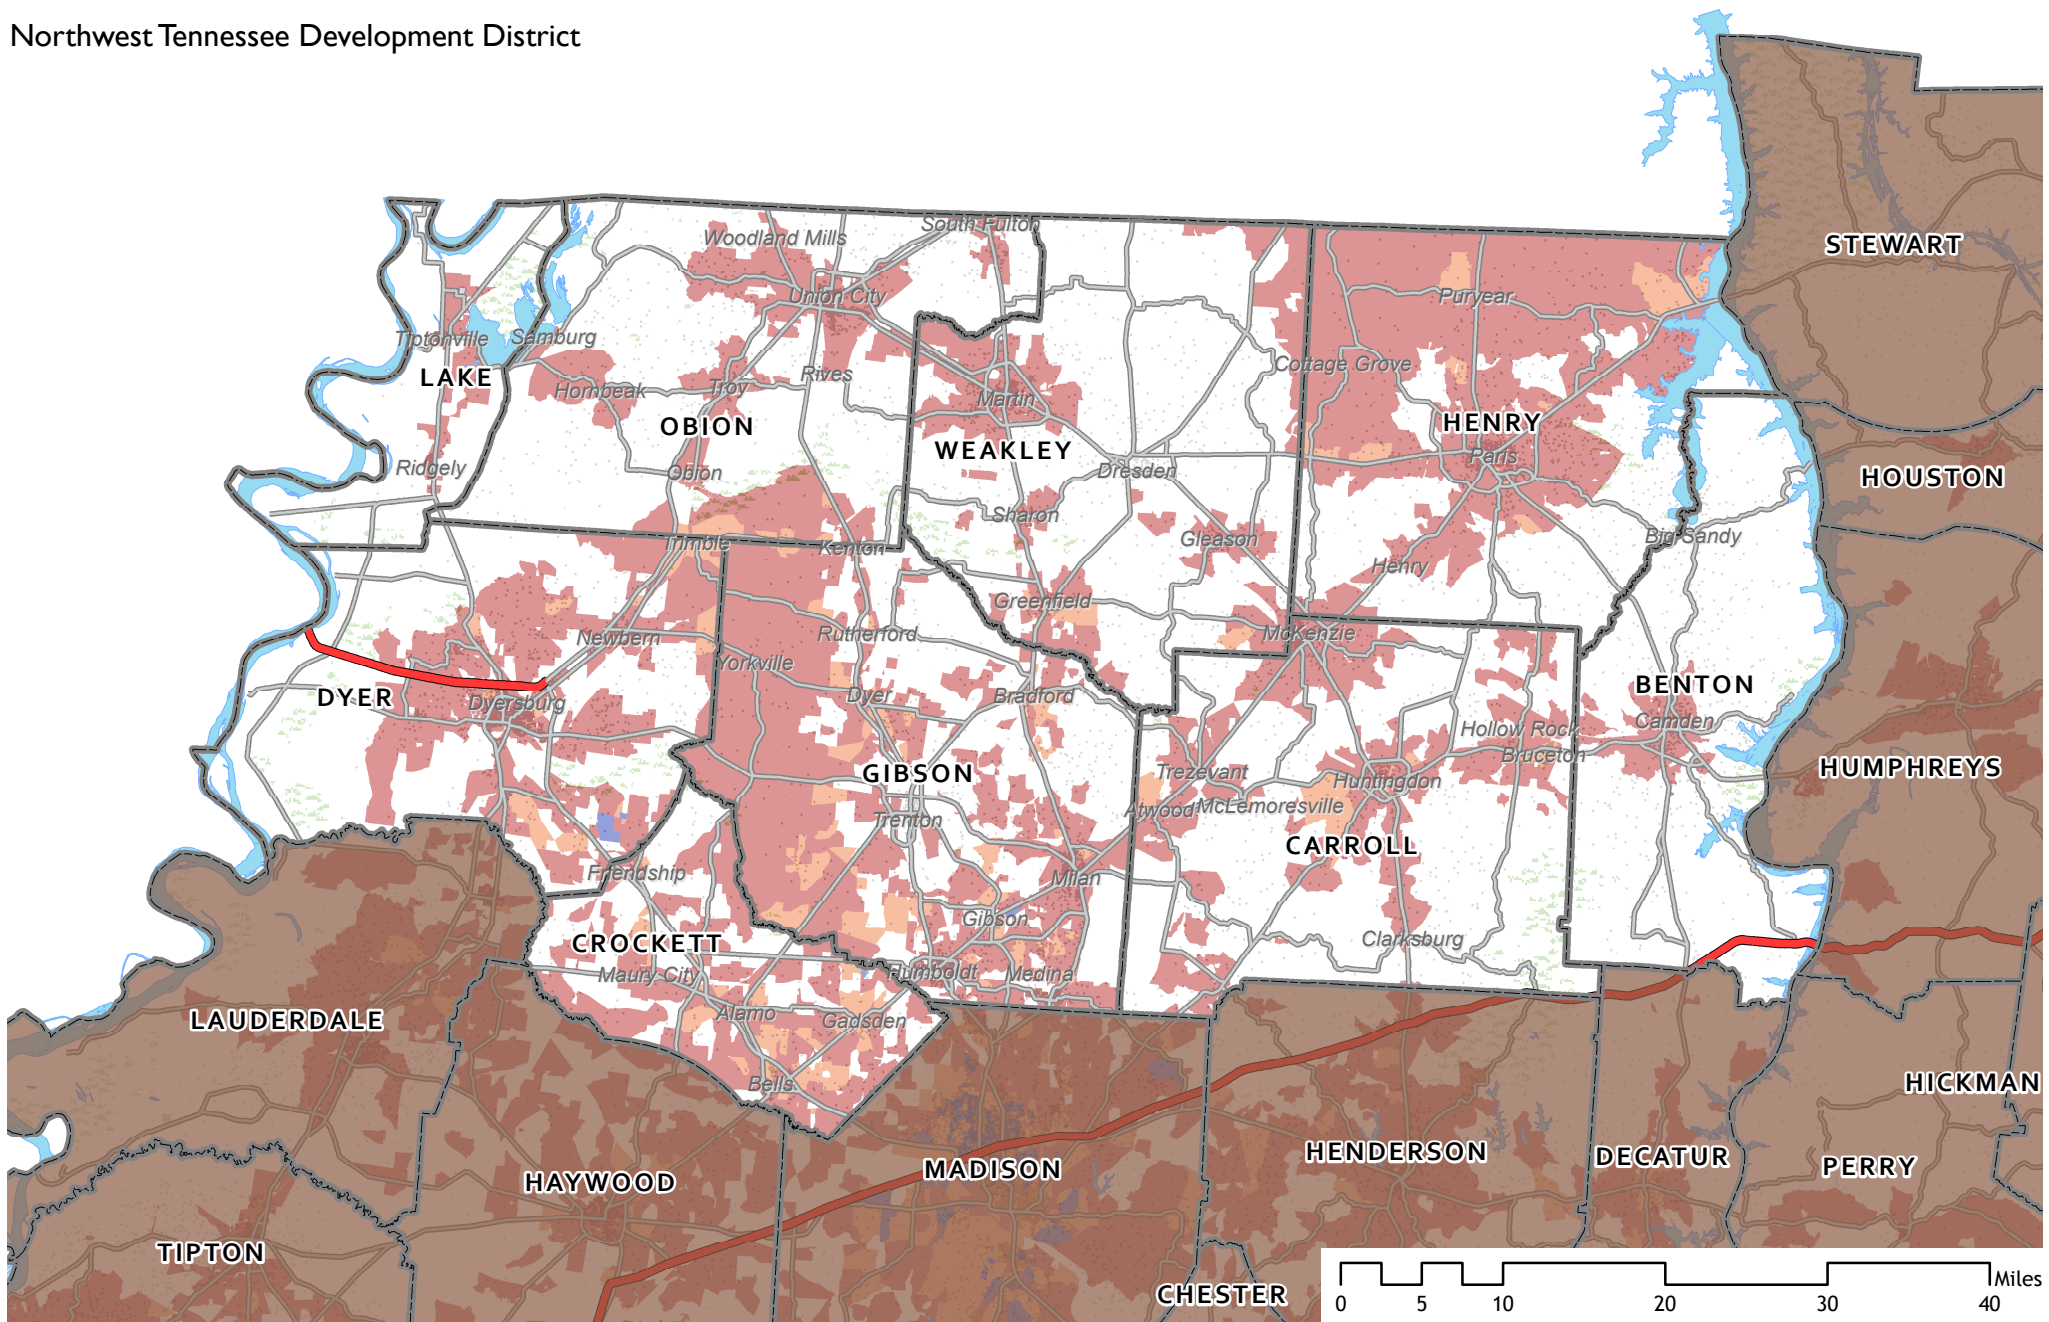 Northwest Tennessee Development District
South Fulton
Woodland Mills
STEWART
Union City
Puryear
Tiptonville
Samburg
Cottage Grove
LAKE
Hornbeak
Troy
Rives
Martin
OBION
HENRY
WEAKLEY
Paris
Ridgely
Obion
Dresden
HOUSTON
Sharon
Trimble
Kenton
Gleason
Big Sandy
Henry
Greenfield
Newbern
Rutherford
McKenzie
Yorkville
DYER
Dyersburg
Dyer
Bradford
BENTON
Camden
Hollow Rock
Bruceton
GIBSON
Trezevant
Huntingdon
HUMPHREYS
Trenton
Atwood
McLemoresville
CARROLL
Friendship
Milan
Gibson
CROCKETT
Clarksburg
Maury City
Humboldt
Medina
LAUDERDALE
Alamo
Gadsden
Bells
HICKMAN
HAYWOOD
MADISON
HENDERSON
DECATUR
PERRY
TIPTON
CHESTER
Miles
0 5 10 20 30 40